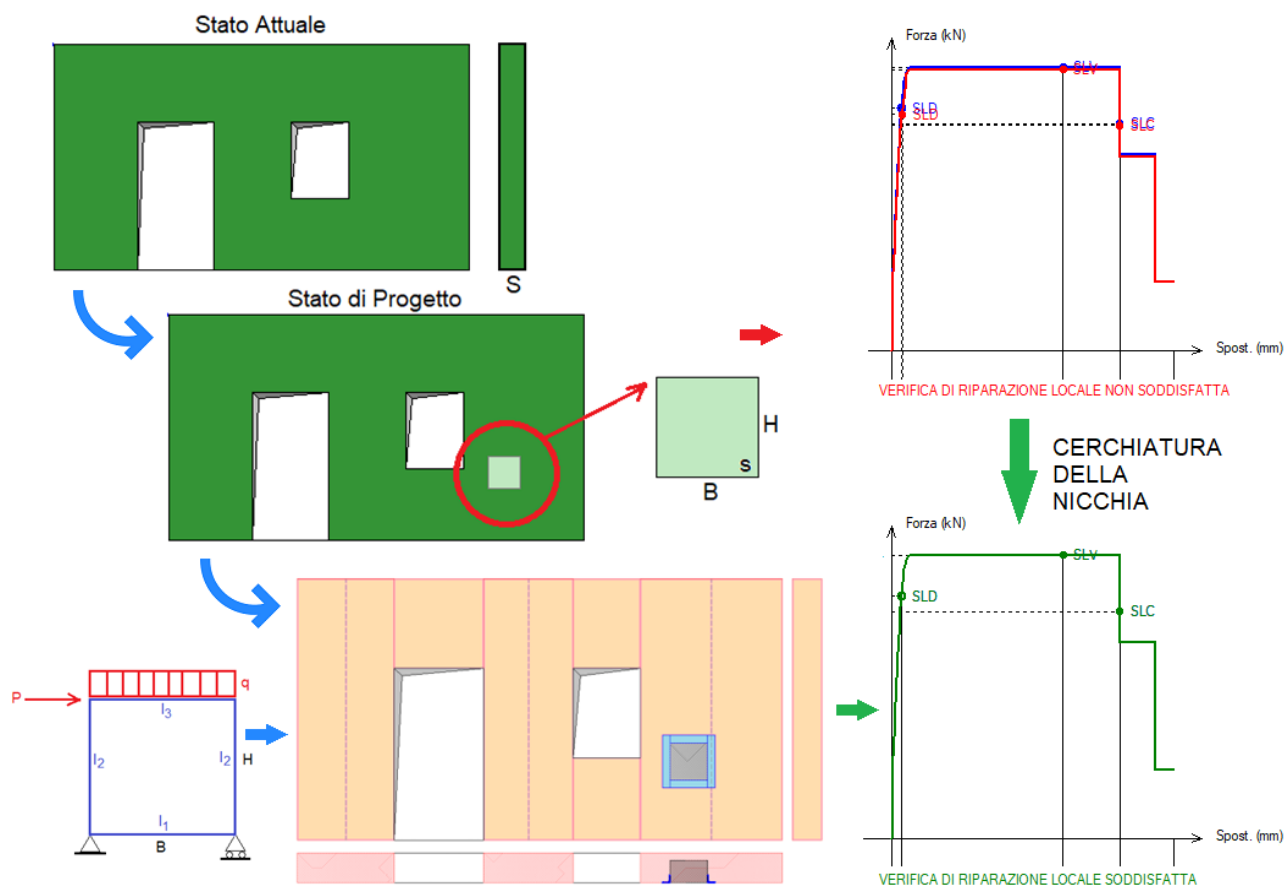 Stato Attuale
S
Stato di Progetto
H
s
B
Forza (kN)
SLV
SLV
SLD
SLD
SLC
SLC
Spost. (mm)
VERIFICA DI RIPARAZIONE LOCALE NON SODDISFATTA
CERCHIATURA
DELLA
NICCHIA
Forza (kN)
SLV
SLD
SLC
Spost. (mm)
VERIFICA DI RIPARAZIONE LOCALE SODDISFATTA
q
P
I3
I2
I2
H
I1
B